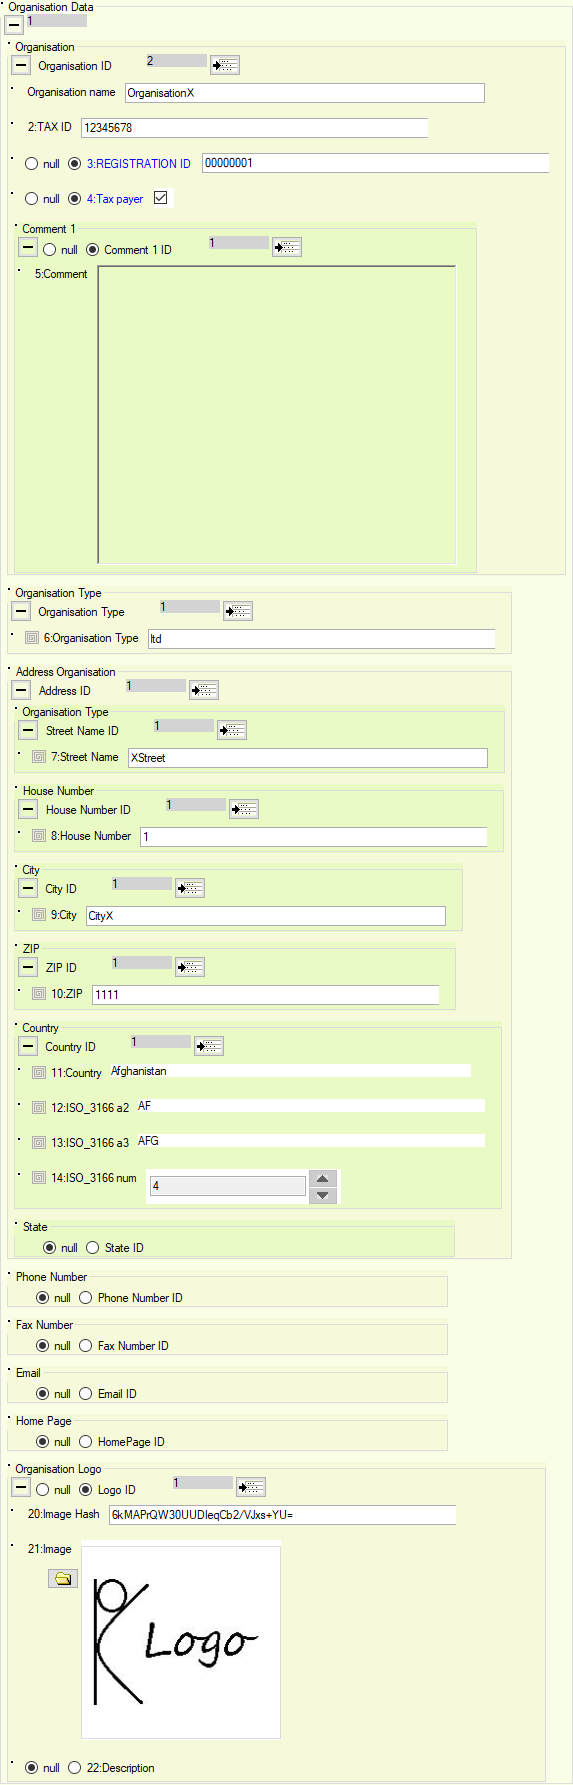 Organisation Data
1
Organisation
Organisation ID 2
Organisation name OrganisationX
2:TAX ID 12345678
null 3:REGISTRATION ID 00000001
null 4:Tax payer
Comment 1
null Comment 1 ID 1
5:Comment
Organisation Type
Organisation Type 1
6:Organisation Type ltd
Address Organisation
Address ID 1
Organisation Type
Street Name ID 1
7:Street Name XStreet
House Number
House Number ID 1
8:House Number 1
City
City ID 1
9:City CityX
ZIP
ZIP ID 1
10:ZIP 1111
Country
Country ID 1
11:Country Afghanistan
12:ISO_3166 a2 AF
13:ISO_3166 a3 AFG
14:ISO_3166 num 4
State
null State ID
Phone Number
null Phone Number ID
Fax Number
null Fax Number ID
Email
null Email ID
Home Page
null HomePage ID
Organisation Logo
null Logo ID 1
20:Image Hash 6kMAPrQW30UUDIeqCb2/VJxs+YU=
21:Image
Logo
null 22:Description